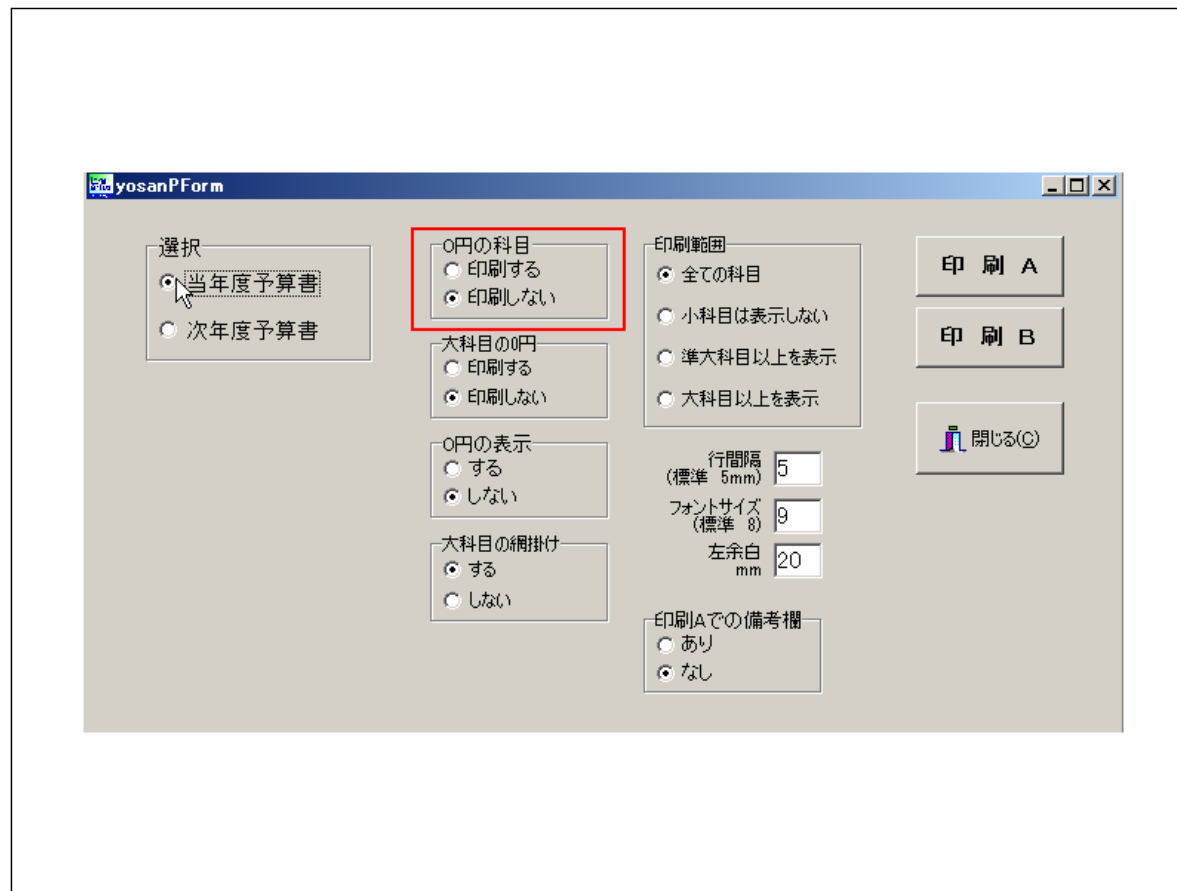 yosanPForm
選択
当年度予算書
次年度予算書
0円の科目
印刷する
印刷しない
大科目の0円
印刷する
印刷しない
0円の表示
する
しない
大科目の網掛け
する
しない
印刷範囲
全ての科目
小科目は表示しない
準大科目以上を表示
大科目以上を表示
行間隔
(標準 5mm) 5
フォントサイズ
(標準 8) 9
左余白
mm 20
印刷Aでの備考欄
あり
なし
印 刷 A
印 刷 B
閉じる(C)